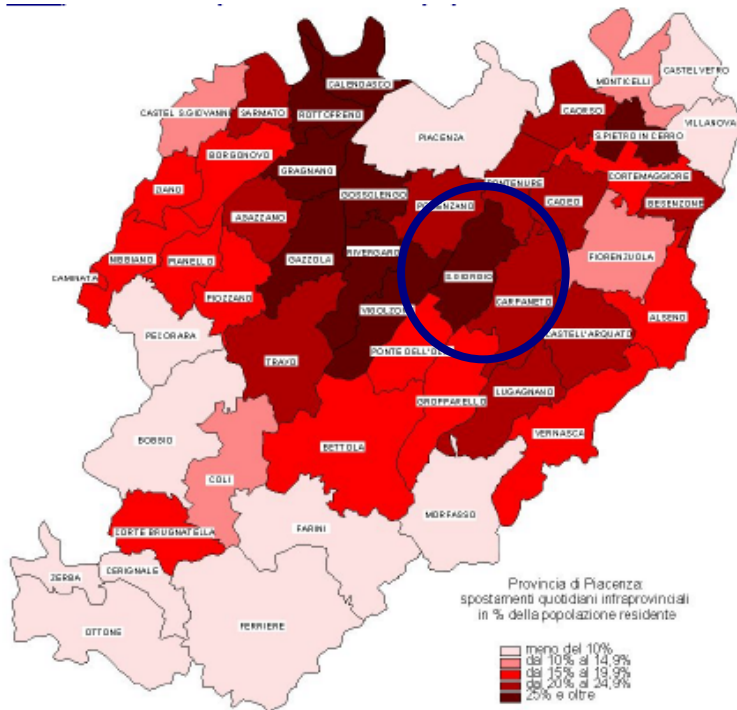 CALENDASCO
MONTICELLI
CASTELVETRO
CASTEL S.GIOVANNI
SARMATO
ROTTOFRENO
CAORSO
VILLANOVA
PIACENZA
S.PIETRO IN CERRO
BORGONOVO
GRAGNANO
CORTEMAGGIORE
ZIANO
GOSSOLENGO
PONTENURE
CADEO
BESENZONE
AGAZZANO
NIBBIANO
PIANELLO
GAZZOLA
RIVERGARO
FIORENZUOLA
CAMINATA
S.GIORGIO
PIOZZANO
VIGOLZONE
CARPANETO
ALSENO
PECORARA
CASTELL'ARQUATO
TRAVO
PONTE DELL'OLIO
GROPPARELLO
LUGAGNANO
BOBBIO
BETTOLA
VERNASCA
COLI
MORFASSO
CORTE BRUGNATELLA
FARINI
CERIGNALE
ZERBA
OTTONE
FERRIERE
Provincia di Piacenza:
spostamenti quotidiani infraprovinciali
in % della popolazione residente
meno del 10%
dal 10% al 14,9%
dal 15% al 19,9%
dal 20% al 24,9%
25% e oltre